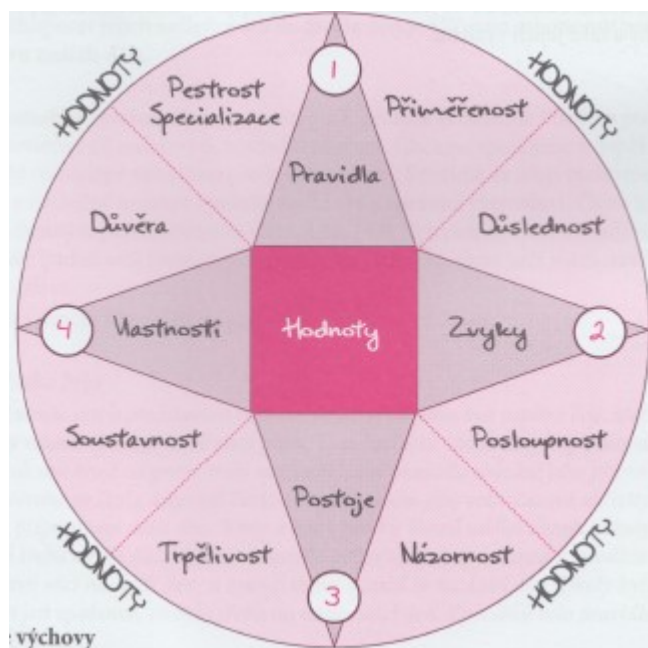 HODNOTY
HODNOTY
1
Pestrost
Specializace
Přiměřenost
Pravidla
Důvěra
Důslednost
4
Vlastnosti
Hodnoty
Zvyky
2
Soustavnost
Posloupnost
Postoje
Trpělivost
Názornost
HODNOTY
HODNOTY
3
výchovy